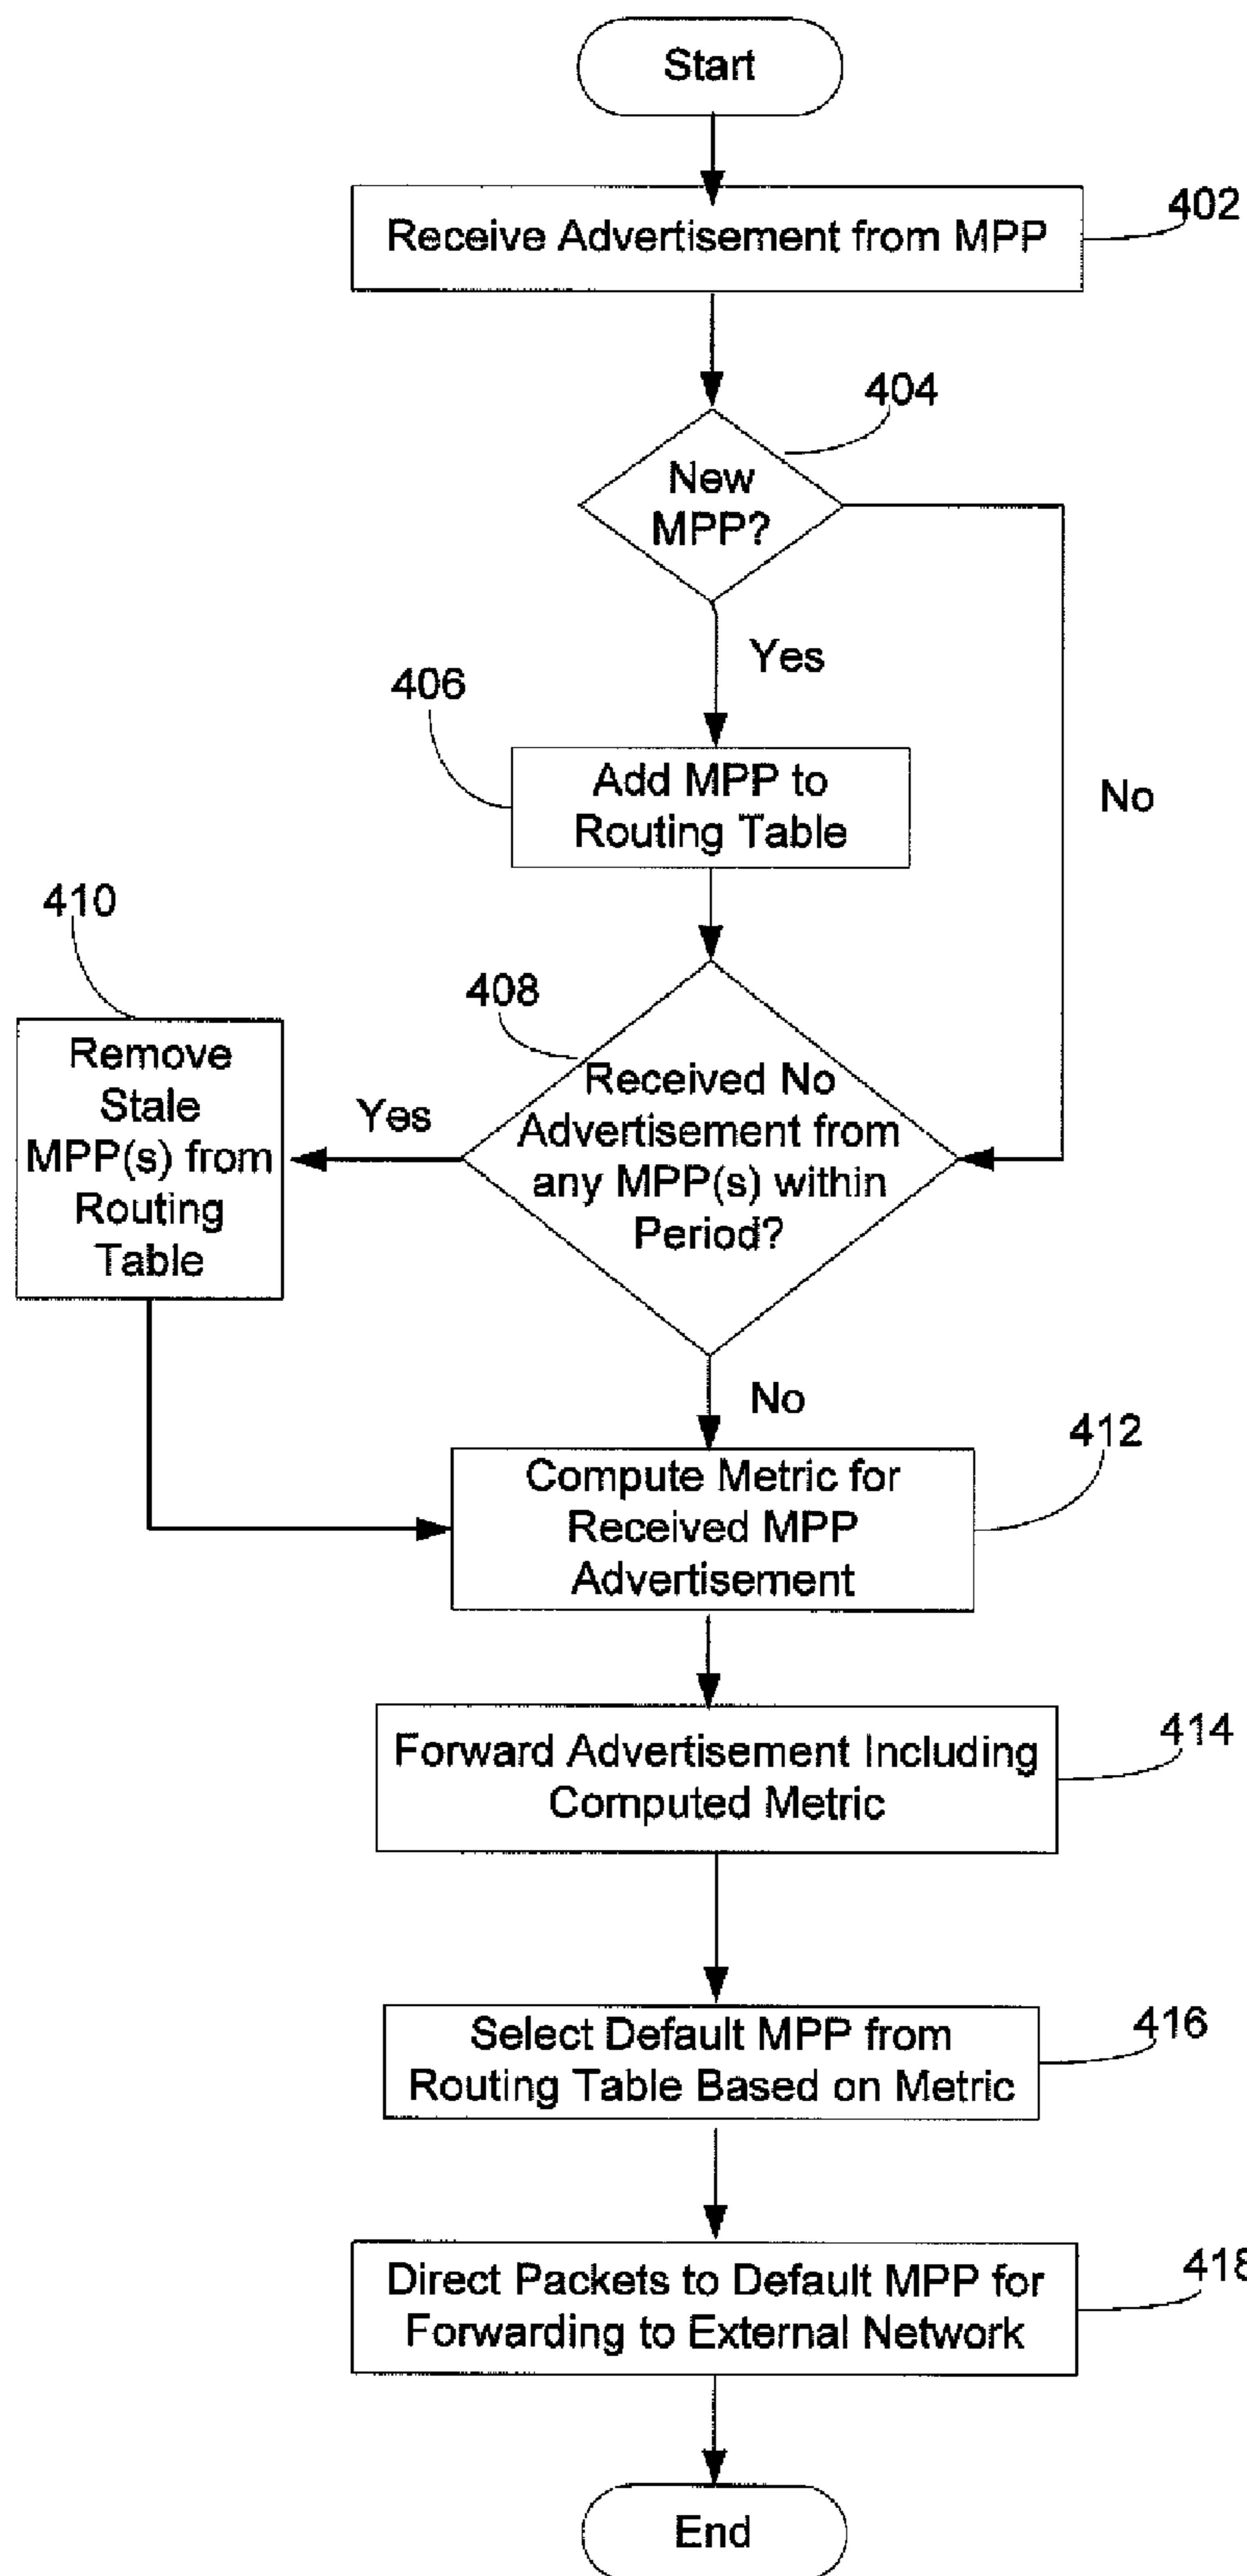 Start
Receive Advertisement from MPP
402
404
New
MPP?
Yes
No
406
Add MPP to
Routing Table
410
408
Remove
Stale
MPP(s) from
Routing
Table
Yes
Received No
Advertisement from
any MPP(s) within
Period?
No
412
Compute Metric for
Received MPP
Advertisement
414
Forward Advertisement Including
Computed Metric
416
Select Default MPP from
Routing Table Based on Metric
418
Direct Packets to Default MPP for
Forwarding to External Network
End